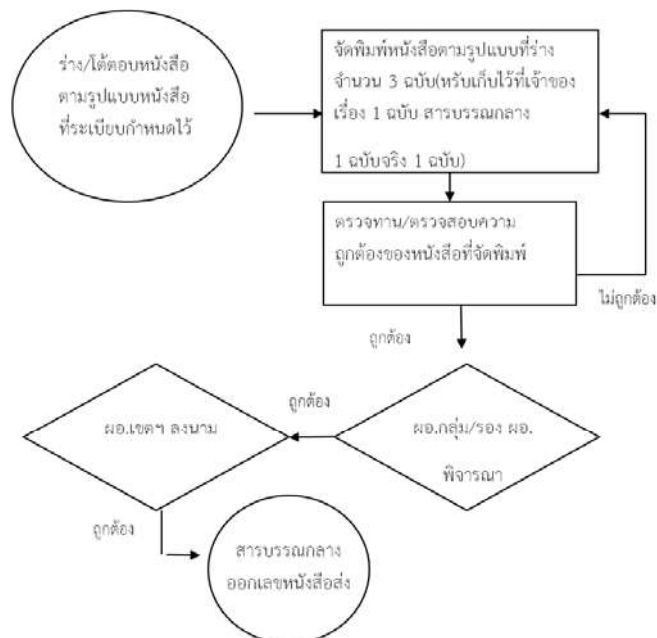 ร่าง/โต้ตอบหนังสือ
ตามรูปแบบหนังสือ
ที่ระเบียบกำหนดไว้
จัดพิมพ์หนังสือตามรูปแบบที่ร่าง
จำนวน 3 ฉบับ(หรับเก็บไว้ที่เจ้าของ
เรื่อง 1 ฉบับ สารบรรณกลาง
1 ฉบับจริง 1 ฉบับ)
ตรวจทาน/ตรวจสอบความ
ถูกต้องของหนังสือที่จัดพิมพ์
ไม่ถูกต้อง
ถูกต้อง
ผอ.กลุ่ม/รอง ผอ.
พิจารณา
ถูกต้อง
ผอ.เขตฯ ลงนาม
ถูกต้อง
สารบรรณกลาง
ออกเลขหนังสือส่ง